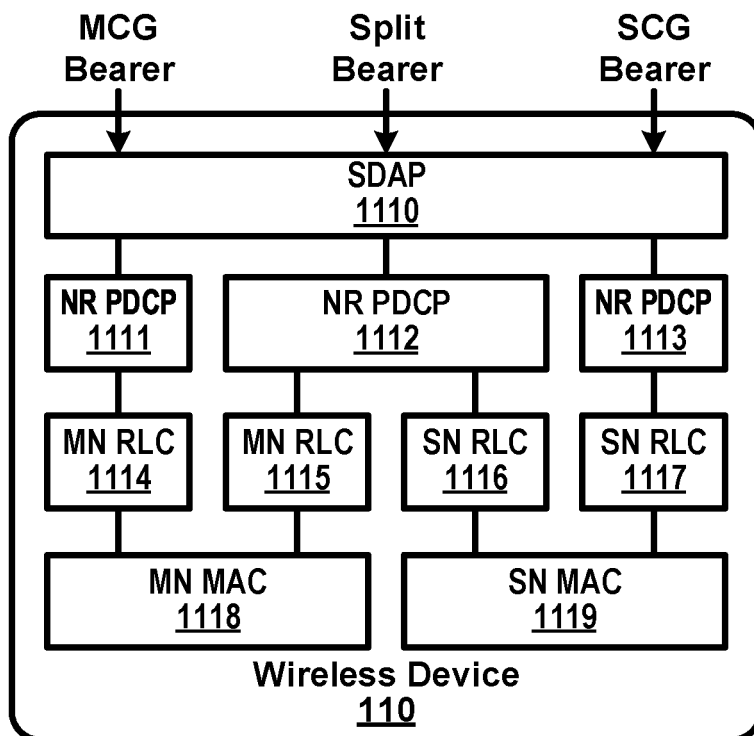 MCG Bearer
Split Bearer
SCG Bearer
SDAP
1110
NR PDCP
1111
NR PDCP
1112
NR PDCP
1113
MN RLC
1114
MN RLC
1115
SN RLC
1116
SN RLC
1117
MN MAC
1118
SN MAC
1119
Wireless Device
110